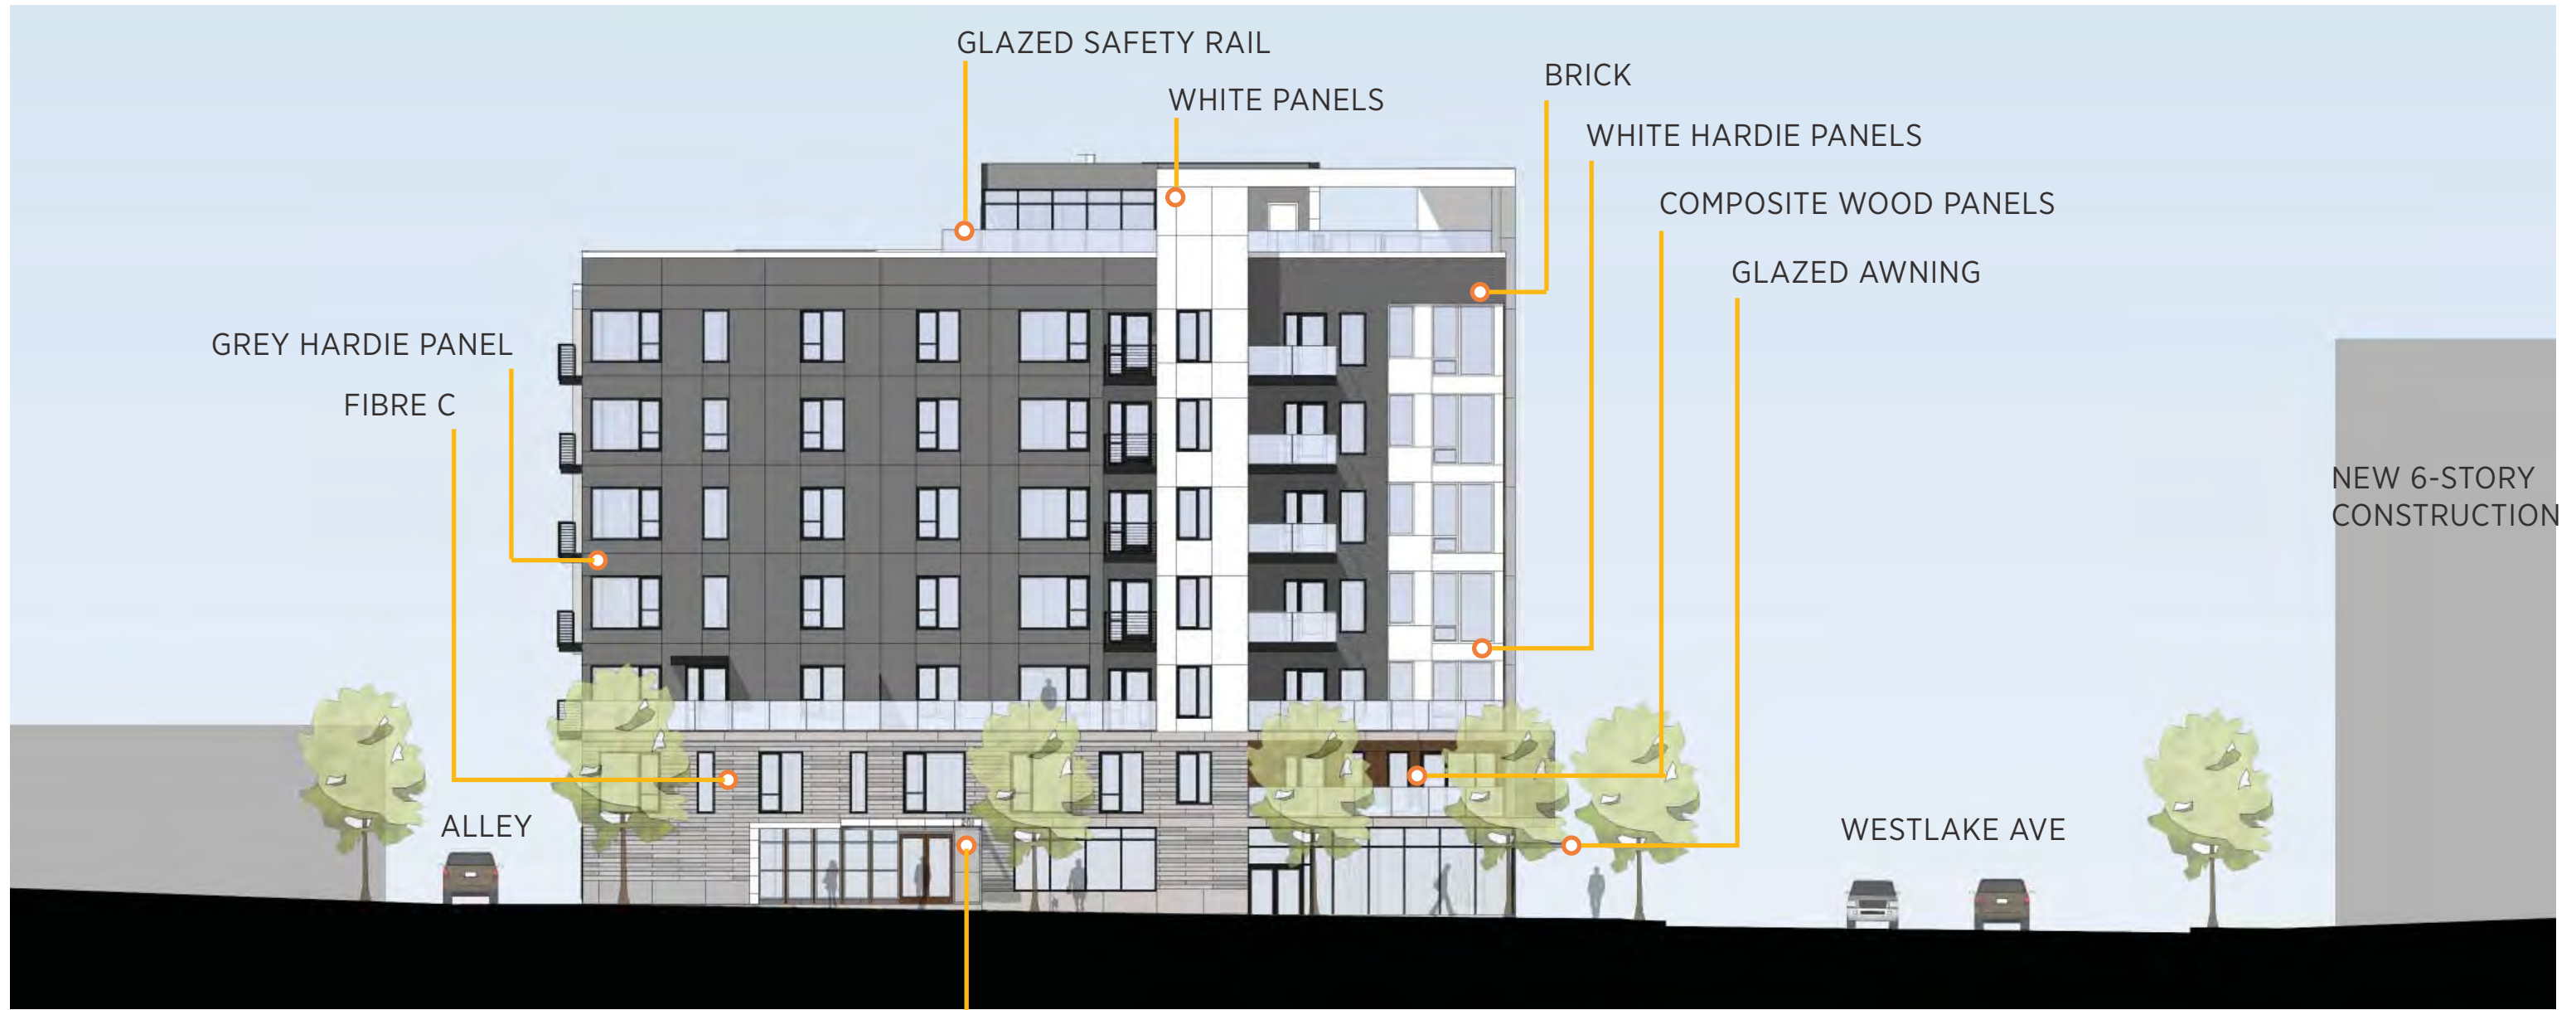 GLAZED SAFETY RAIL
BRICK
WHITE PANELS
WHITE HARDIE PANELS
COMPOSITE WOOD PANELS
GLAZED AWNING
GREY HARDIE PANEL
FIBRE C
NEW 6-STORY
CONSTRUCTION
ALLEY
WESTLAKE AVE